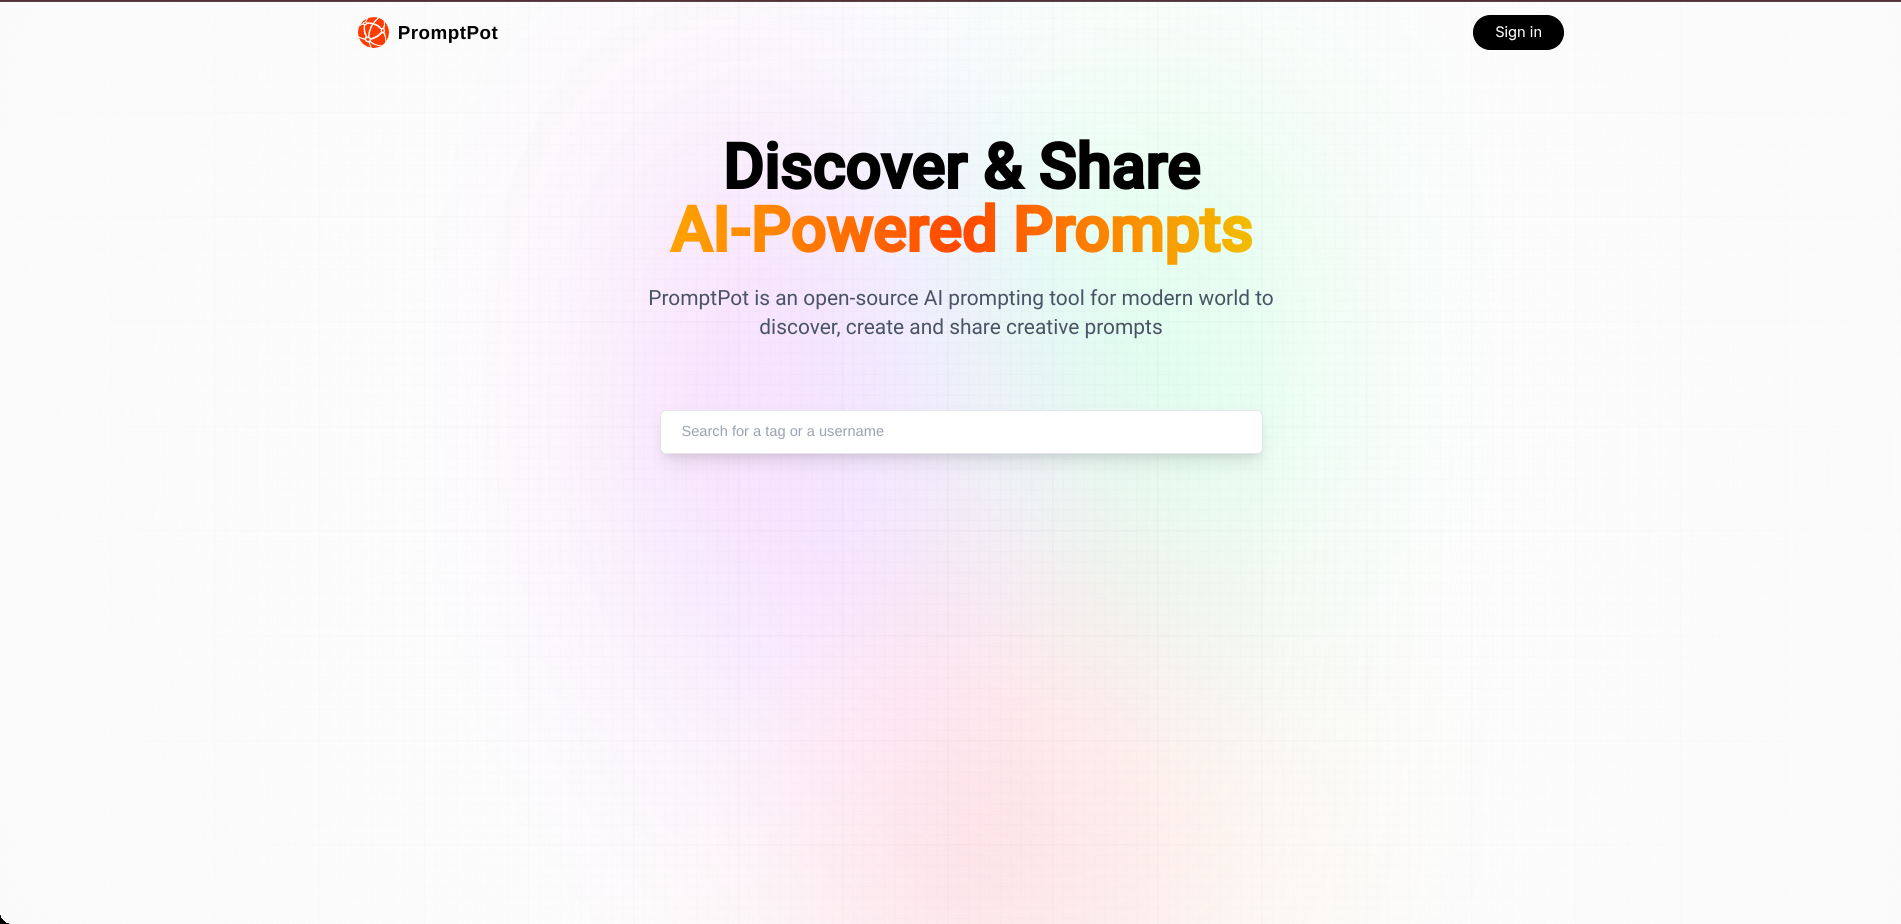 PromptPot
Sign in
Discover & Share
AI-Powered Prompts
PromptPot is an open-source AI prompting tool for modern world to
discover, create and share creative prompts
Search for a tag or a username